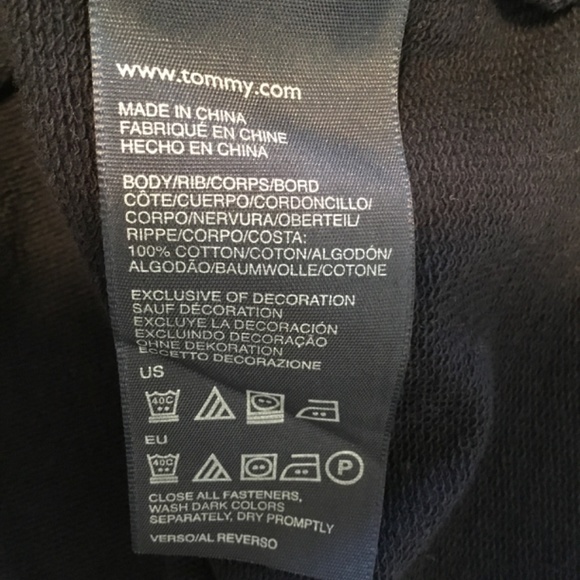 www.tommy.com
MADE IN CHINA
FABRIQUÉ EN CHINE
HECHO EN CHINA
BODY/RIB/CORPS/BORD
CÔTE/CUERPO/CORDONCILLO/
CORPO/NERVURA/OBERTEIL/
RIPPE/CORPO/COSTA:
100% COTTON/COTON/ALGODÓN/
ALGODÃO/BAUMWOLLE/COTONE
EXCLUSIVE OF DECORATION
SAUF DÉCORATION
EXCLUYE LA DECORACIÓN
EXCLUINDO DECORAÇÃO
OHNE DEKORATION
ECCETTO DECORAZIONE
US
40C
EU
40C P
CLOSE ALL FASTENERS,
WASH DARK COLORS
SEPARATELY, DRY PROMPTLY
VERSO/AL REVERSO